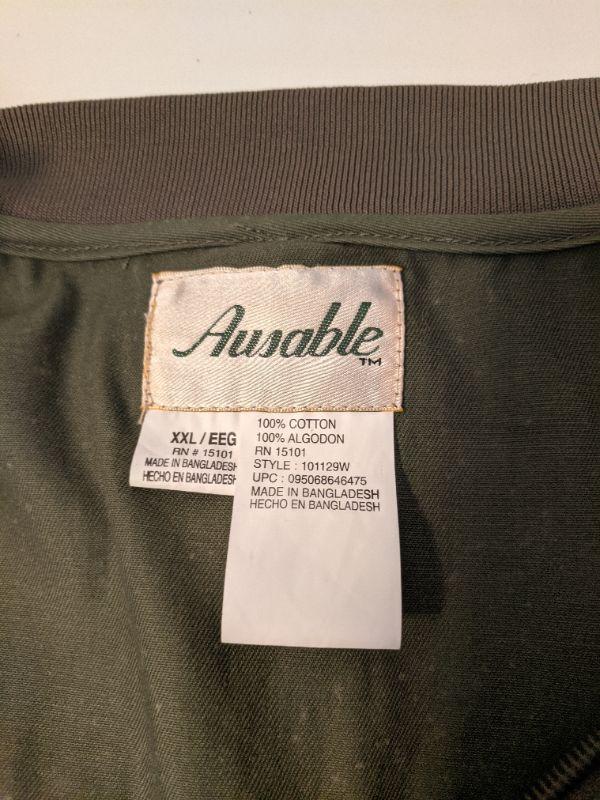 Ausable
TM
XXL / EEG
RN # 15101
MADE IN BANGLADESH
HECHO EN BANGLADESH
100% COTTON
100% ALGODON
RN 15101
STYLE : 101129W
UPC : 095068646475
MADE IN BANGLADESH
HECHO EN BANGLADESH